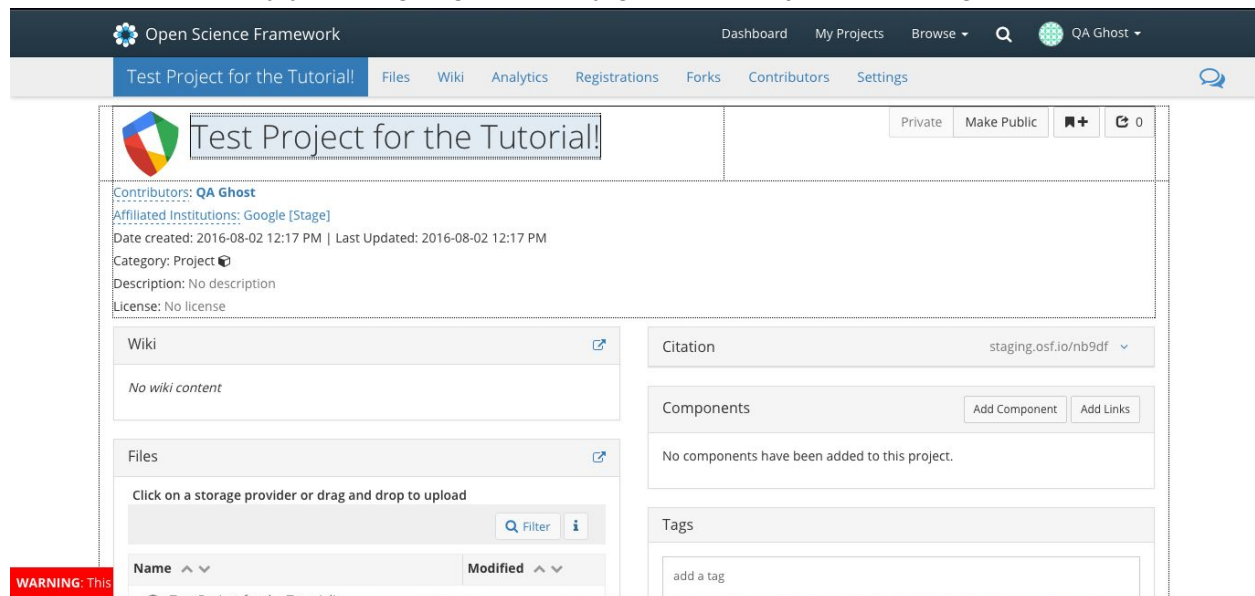 Open Science Framework Dashboard My Projects Browse QA Ghost
Test Project for the Tutorial! Files Wiki Analytics Registrations Forks Contributors Settings
Test Project for the Tutorial! Private Make Public + 0
Contributors: QA Ghost
Affiliated Institutions: Google [Stage]
Date created: 2016-08-02 12:17 PM | Last Updated: 2016-08-02 12:17 PM
Category: Project
Description: No description
License: No license
Wiki
No wiki content
Files
Click on a storage provider or drag and drop to upload
Filter i
Name Modified
Citation staging.osf.io/nb9df
Components Add Component Add Links
No components have been added to this project.
Tags
add a tag
WARNING: This